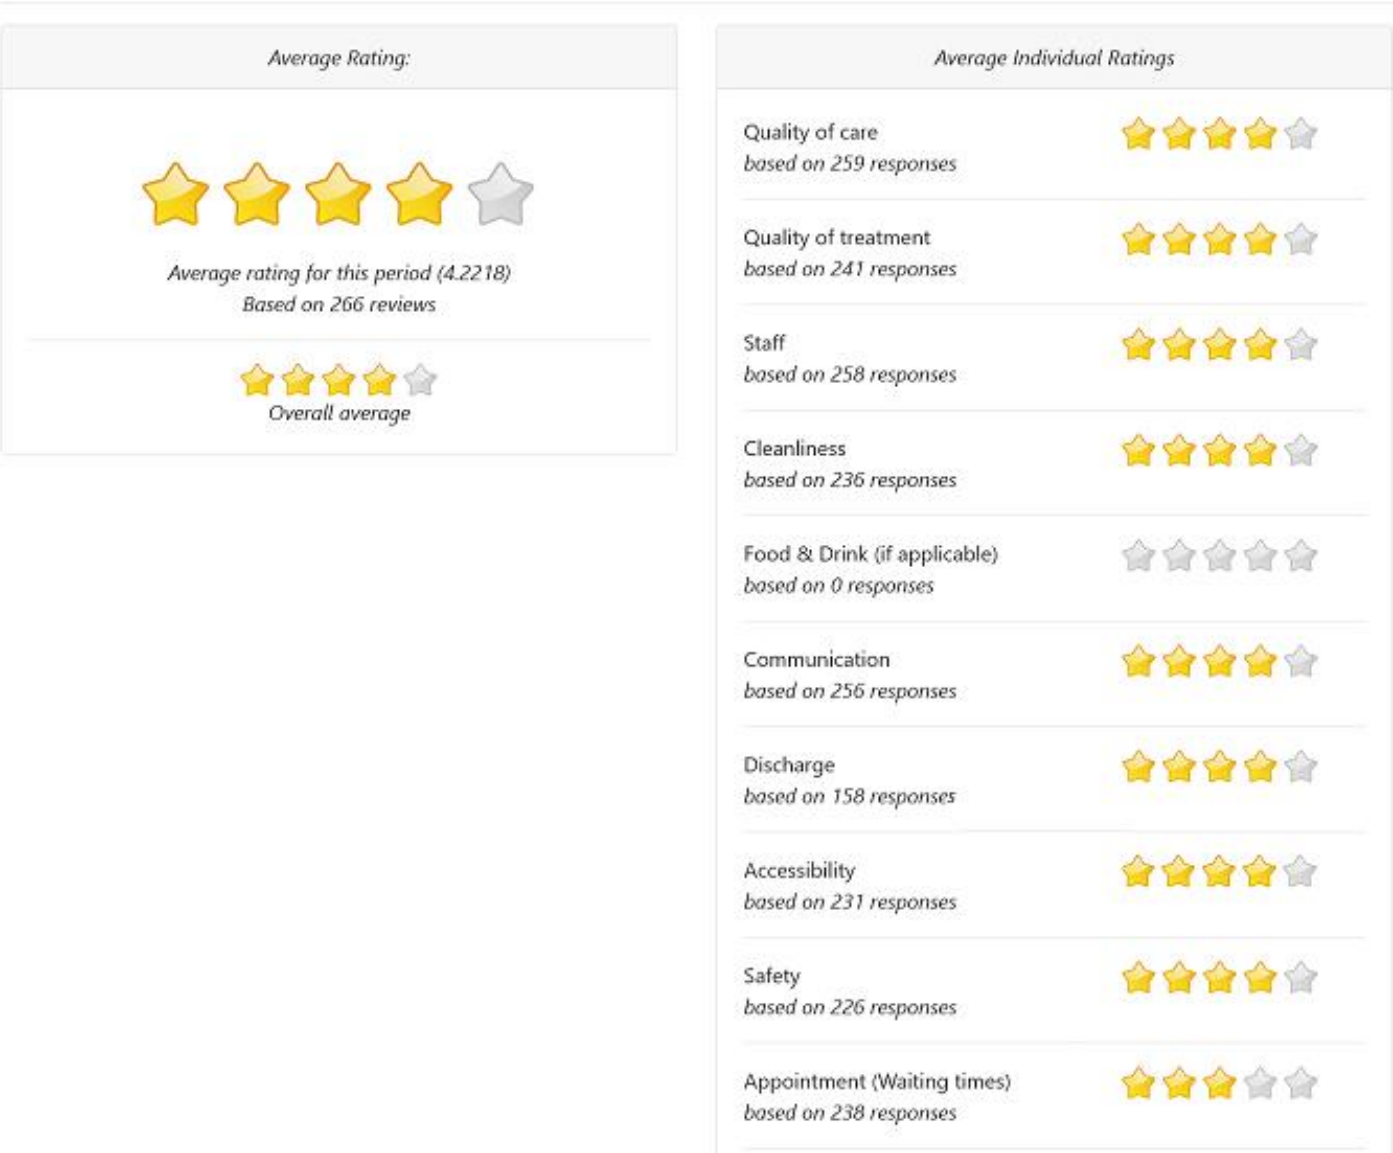 Average Rating:
Average rating for this period (4.2218)
Based on 266 reviews
Overall average
Average Individual Ratings
Quality of care
based on 259 responses
Quality of treatment
based on 241 responses
Staff
based on 258 responses
Cleanliness
based on 236 responses
Food & Drink (if applicable)
based on 0 responses
Communication
based on 256 responses
Discharge
based on 158 responses
Accessibility
based on 231 responses
Safety
based on 226 responses
Appointment (Waiting times)
based on 238 responses